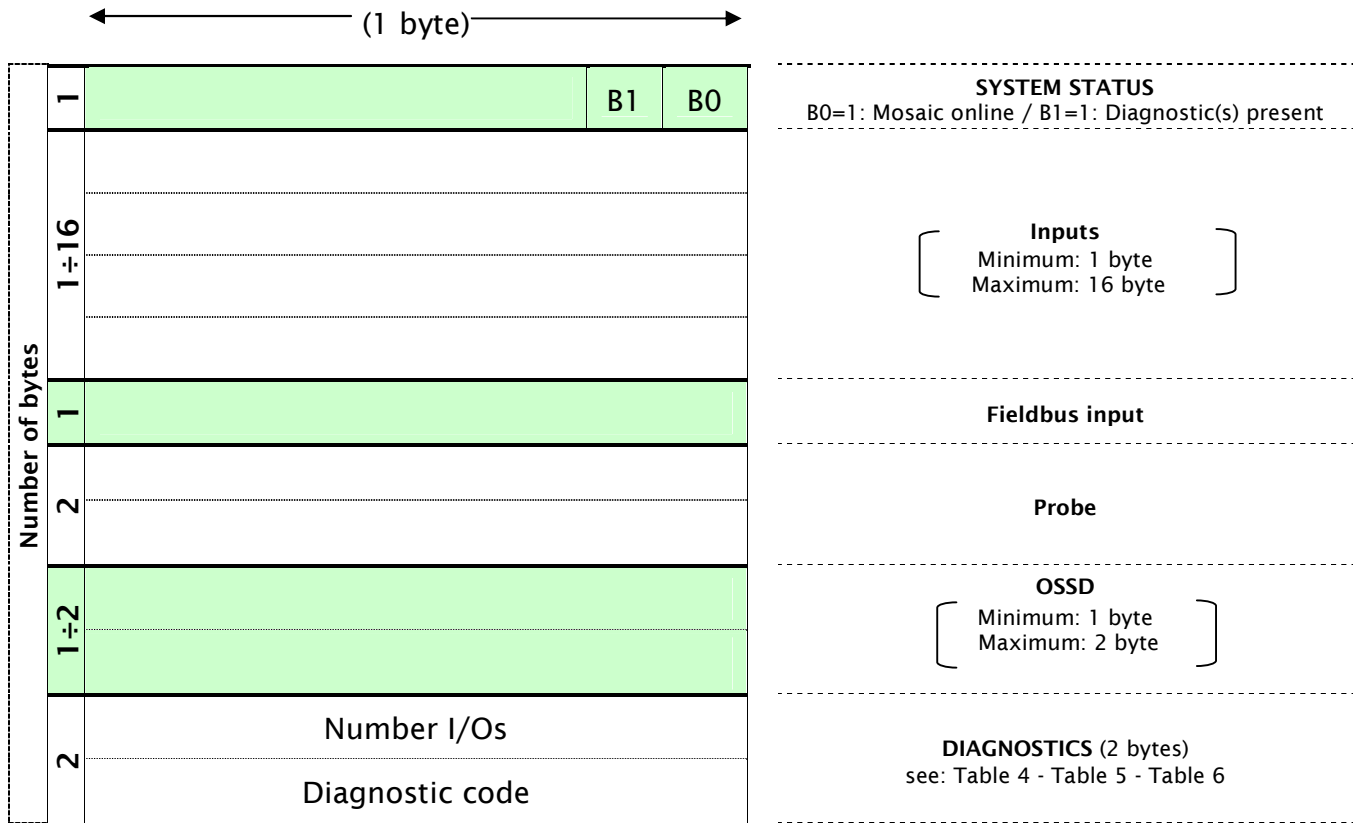 (1 byte)
Number of bytes
1
B1 B0
SYSTEM STATUS
B0=1: Mosaic online / B1=1: Diagnostic(s) present
1÷16
Inputs
Minimum: 1 byte
Maximum: 16 byte
1
Fieldbus input
2
Probe
1÷2
OSSD
Minimum: 1 byte
Maximum: 2 byte
2
Number I/Os
Diagnostic code
DIAGNOSTICS (2 bytes)
see: Table 4 - Table 5 - Table 6